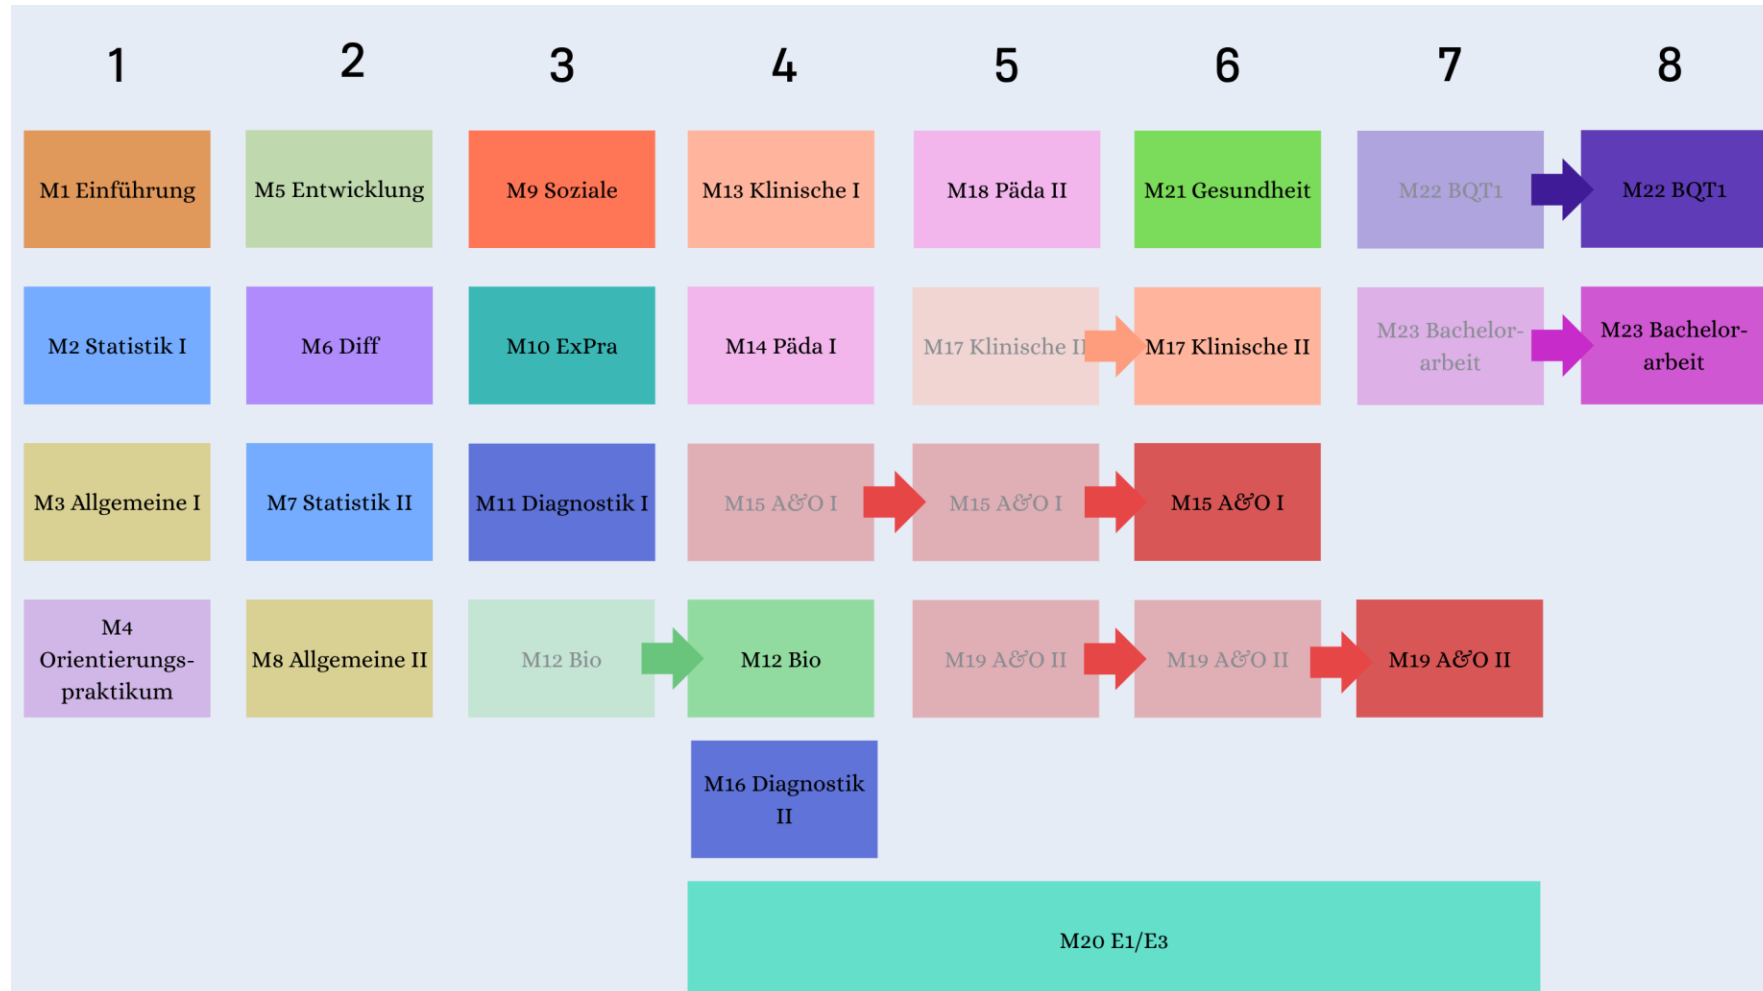 1 2 3 4 5 6 7 8
M1 Einführung
M5 Entwicklung
M9 Soziale
M13 Klinische I
M18 Päda II
M21 Gesundheit
M22 BQT1
M22 BQT1
M2 Statistik I
M6 Diff
M10 ExPra
M14 Päda I
M17 Klinische II
M17 Klinische II
M23 Bachelor-
arbeit
M23 Bachelor-
arbeit
M3 Allgemeine I
M7 Statistik II
M11 Diagnostik I
M15 A&O I
M15 A&O I
M15 A&O I
M4
Orientierungs-
praktikum
M8 Allgemeine II
M12 Bio
M12 Bio
M19 A&O II
M19 A&O II
M19 A&O II
M16 Diagnostik
II
M20 E1/E3